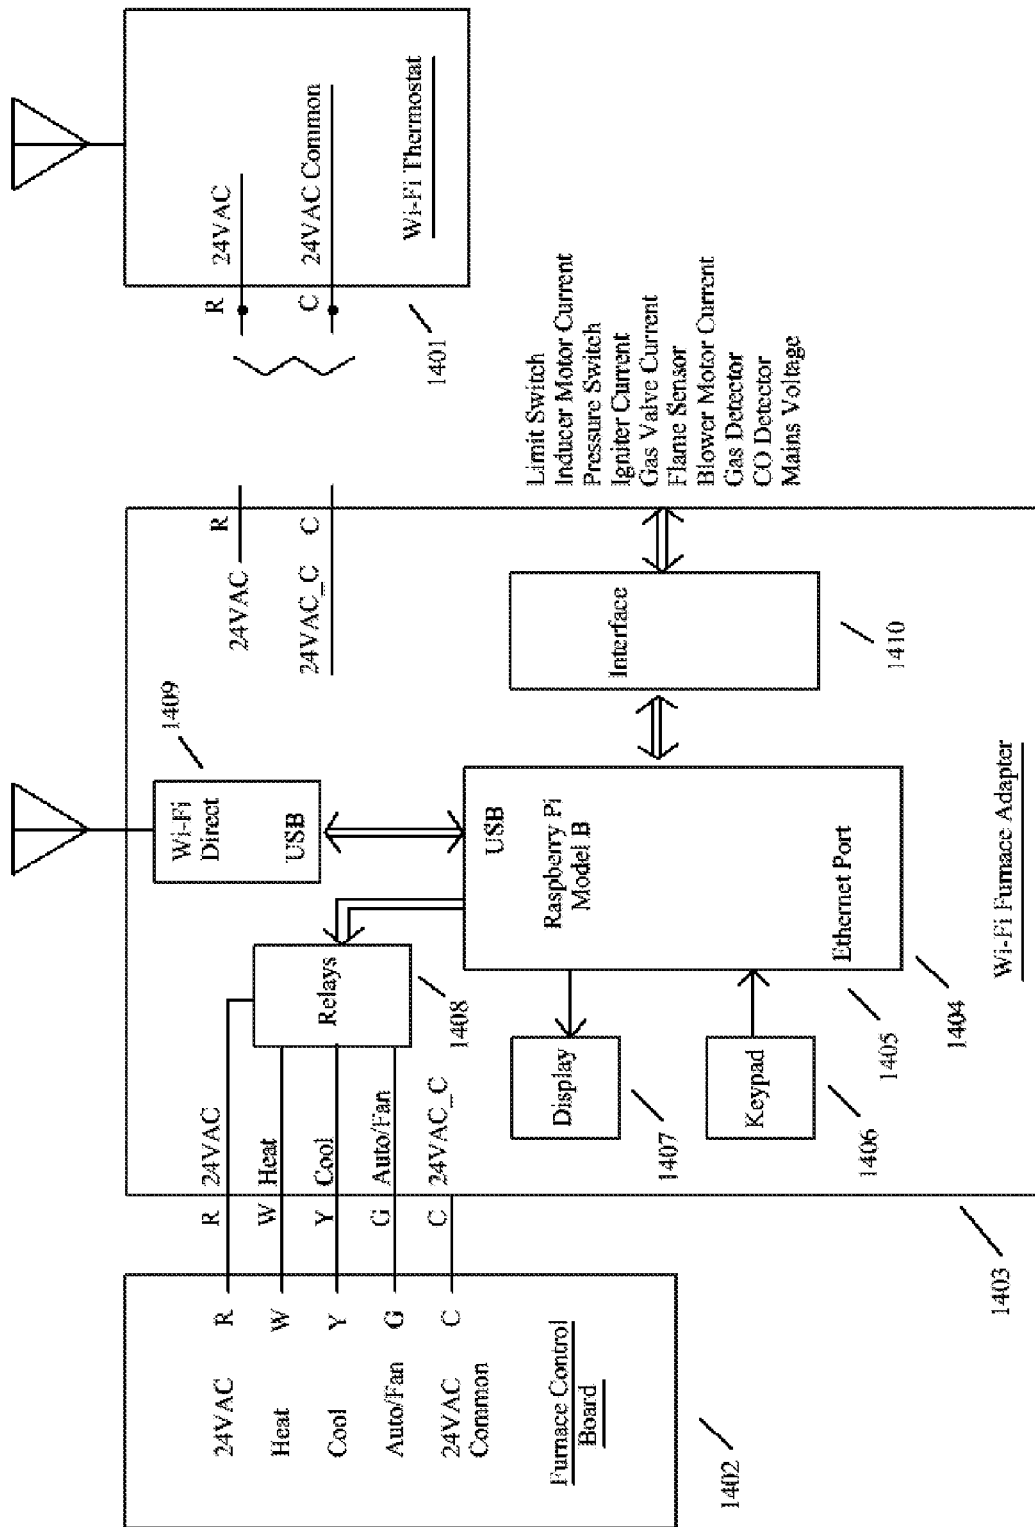 24VAC R
Heat W
Cool Y
Auto/Fan G
24VAC C
Common
Furnace Control
Board
1402
R 24VAC
W Heat
Y Cool
G Auto/Fan
C 24VAC_C
1403
Relays
1408
Wi-Fi
Direct
USB
1409
24VAC R
24VAC_C C
USB
Raspberry Pi
Model B
Ethernet Port
1404
1405
Display
1407
Keypad
1406
Interface
1410
Wi-Fi Furnace Adapter
Limit Switch
Inducer Motor Current
Pressure Switch
Igniter Current
Gas Valve Current
Flame Sensor
Blower Motor Current
Gas Detector
CO Detector
Mains Voltage
R 24VAC
C 24VAC Common
Wi-Fi Thermostat
1401